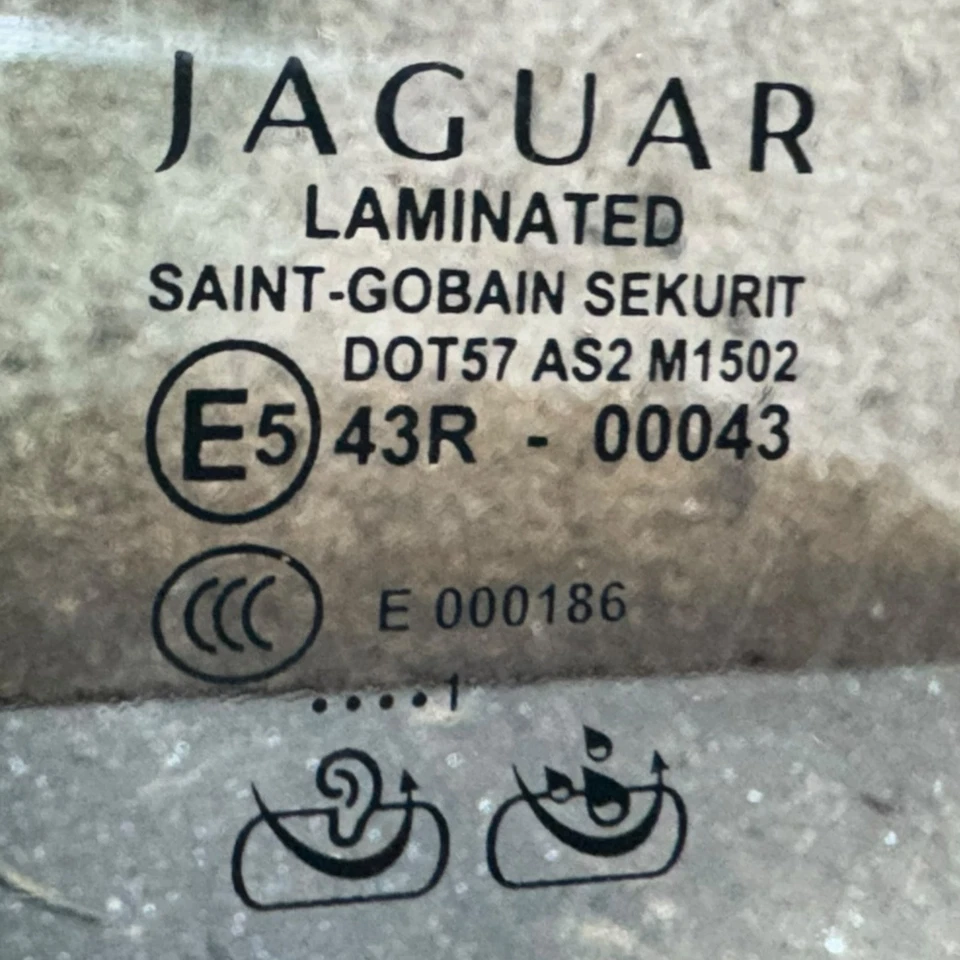 JAGUAR
LAMINATED
SAINT-GOBAIN SEKURIT
DOT57 AS2 M1502
E5 43R - 00043
CCC E 000186
....1